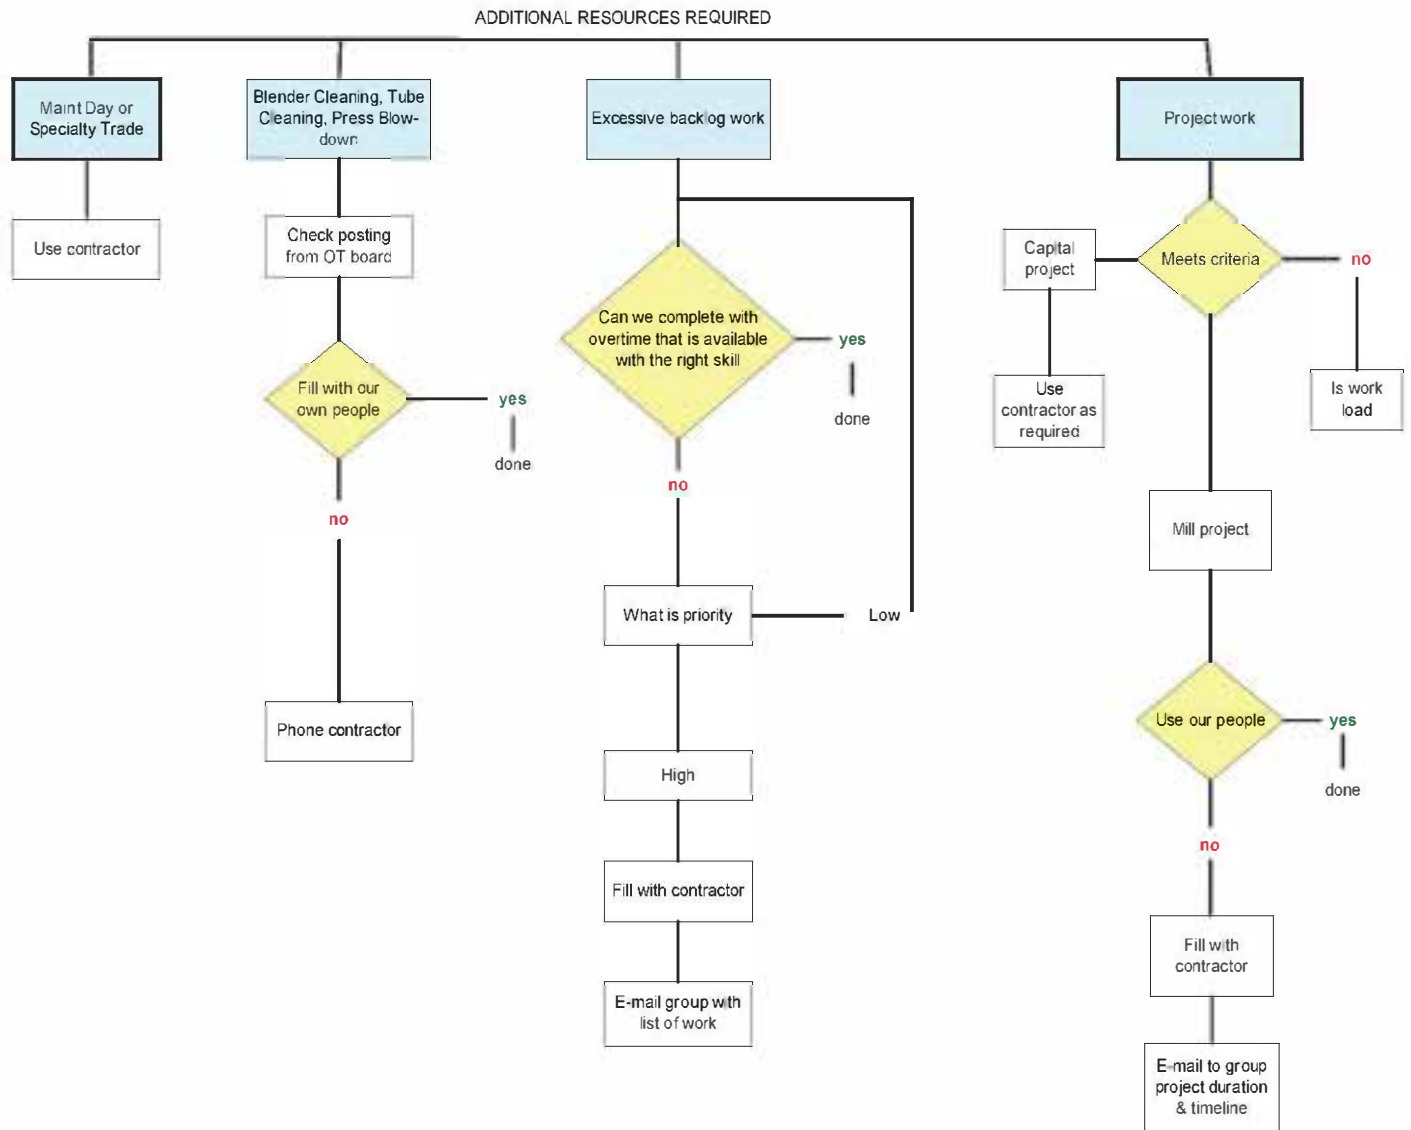 ADDITIONAL RESOURCES REQUIRED
Maint Day or
Specialty Trade
Use contractor
Blender Cleaning, Tube
Cleaning, Press Blow-
down
Check posting
from OT board
Fill with our
own people
yes
done
no
Phone contractor
Excessive backlog work
Can we complete with
overtime that is available
with the right skill
yes
done
no
What is priority
Low
High
Fill with contractor
E-mail group with
list of work
Project work
Meets criteria
no
Is work
load
Capital
project
Use
contractor as
required
Mill project
Use our people
yes
done
no
Fill with
contractor
E-mail to group
project duration
& timeline